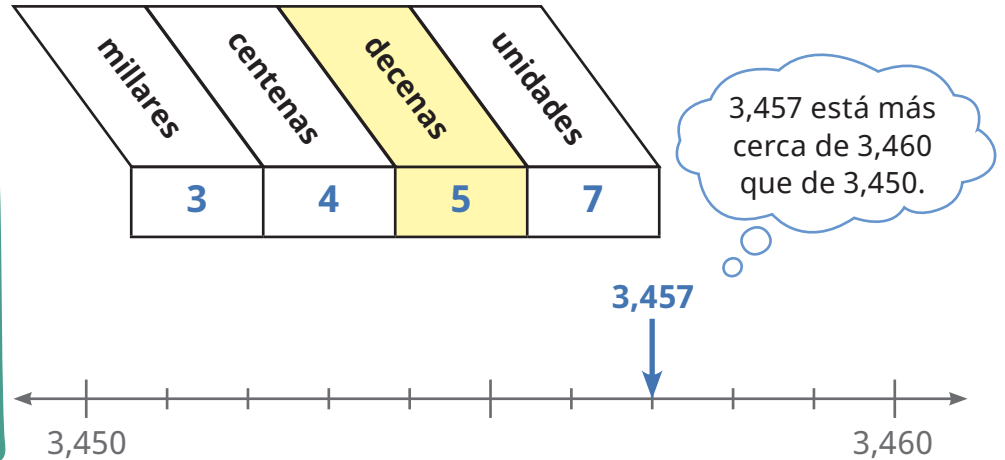 millares
centenas
decenas
unidades
3
4
5
7
3,457 está más
cerca de 3,460
que de 3,450.
3,457
3,450
3,460